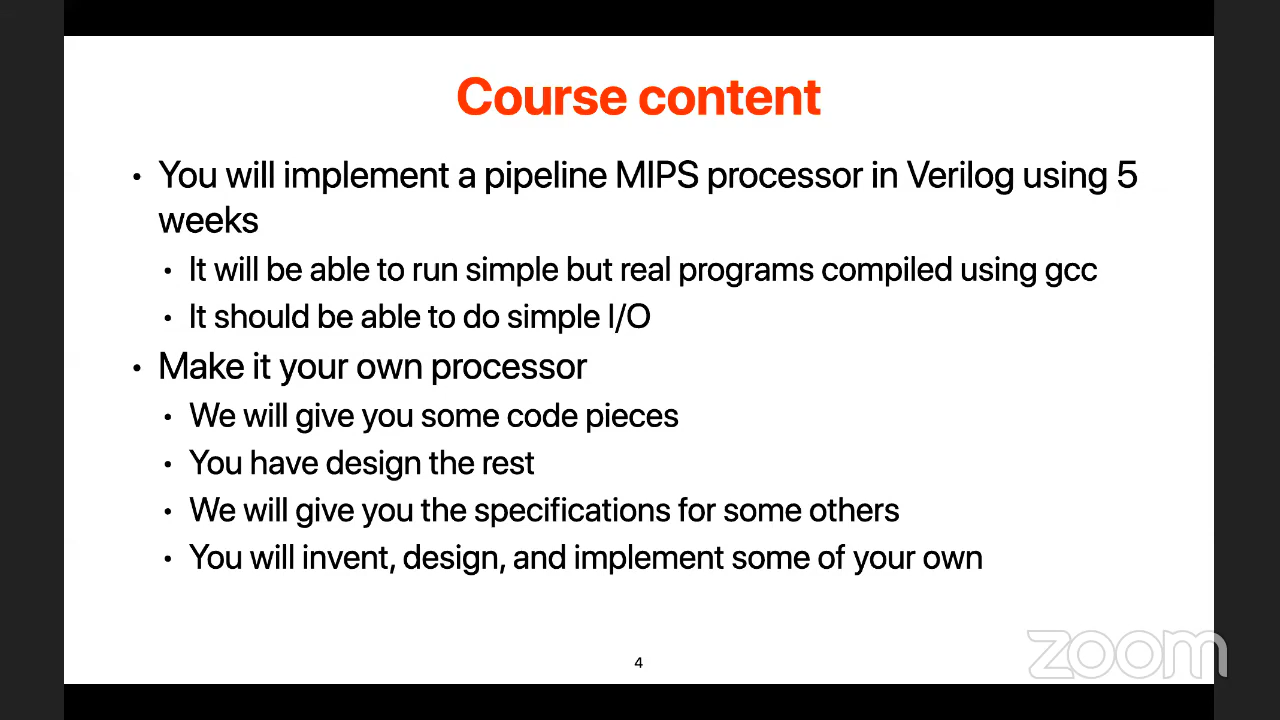 Course content
• You will implement a pipeline MIPS processor in Verilog using 5
weeks
• It will be able to run simple but real programs compiled using gcc
• It should be able to do simple I/O
• Make it your own processor
• We will give you some code pieces
• You have design the rest
• We will give you the specifications for some others
• You will invent, design, and implement some of your own
4
zoom